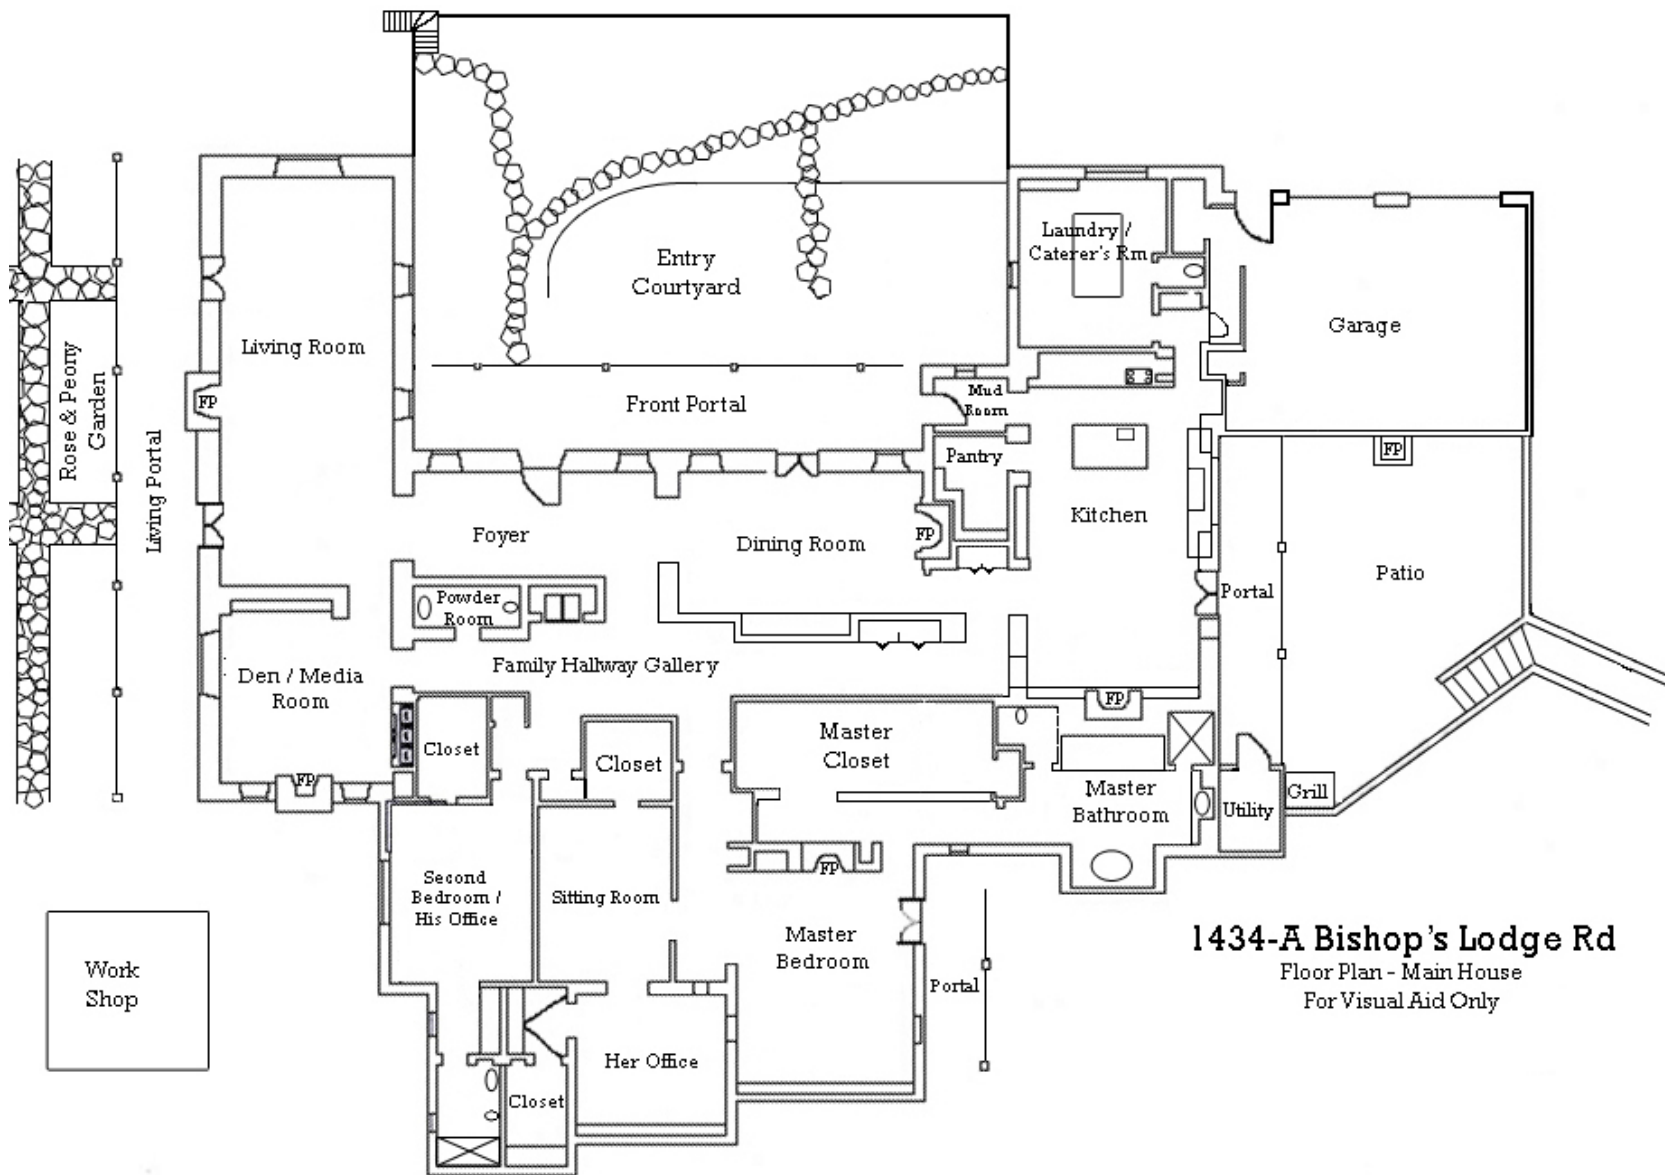 Entry
Courtyard
Laundry /
Caterer's Rm
Garage
Living Room
Rose & Peony
Garden
Living Portal
FP
Front Portal
Mud
Room
Pantry
FP
Kitchen
Foyer
Dining Room
FP
Portal
Patio
Powder
Room
Family Hallway Gallery
Den / Media
Room
FP
Closet
Closet
Master
Closet
FP
Master
Bathroom
Utility
Grill
Second
Bedroom /
His Office
Sitting Room
FP
Master
Bedroom
Portal
Work
Shop
Her Office
Closet
1434-A Bishop's Lodge Rd
Floor Plan - Main House
For Visual Aid Only